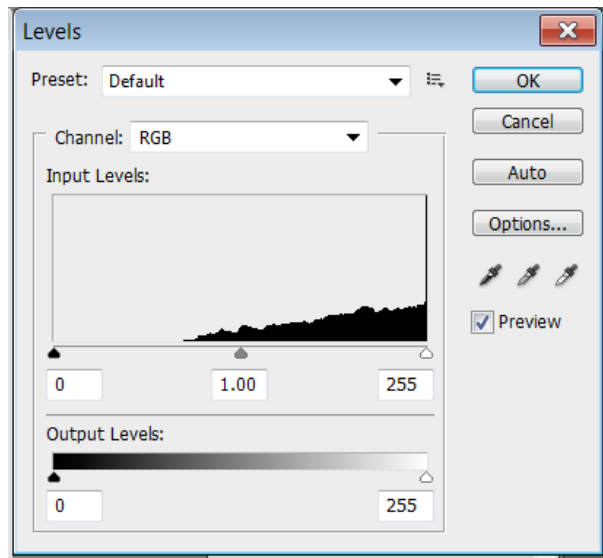 Levels
Preset: Default
OK
Channel: RGB
Cancel
Input Levels:
Auto
Options...
Preview
0 1.00 255
Output Levels:
0 255